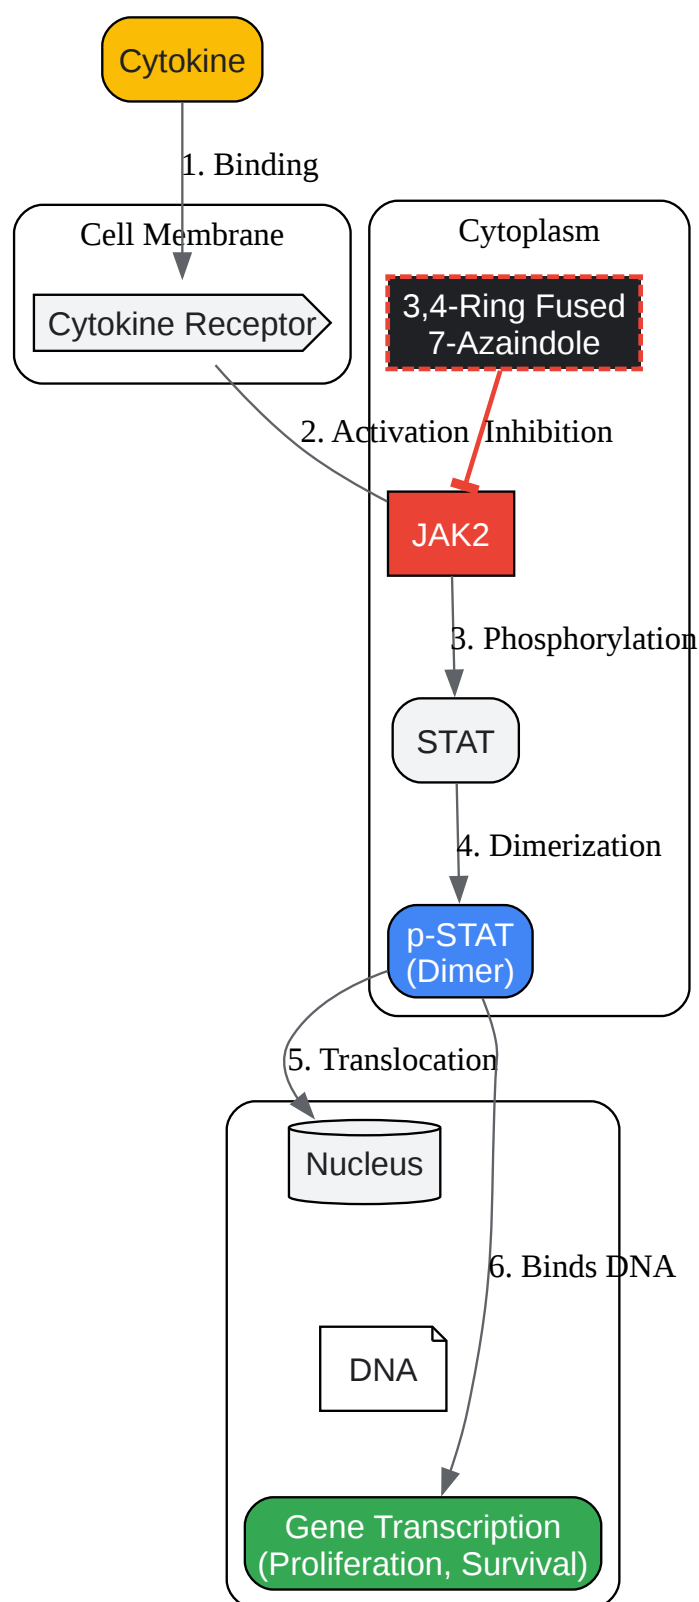 Cytokine
1. Binding
Cell Membrane
Cytokine Receptor
Cytoplasm
3,4-Ring Fused
7-Azaindole
2. Activation
Inhibition
JAK2
3. Phosphorylation
STAT
4. Dimerization
p-STAT
(Dimer)
5. Translocation
Nucleus
6. Binds DNA
DNA
Gene Transcription
(Proliferation, Survival)